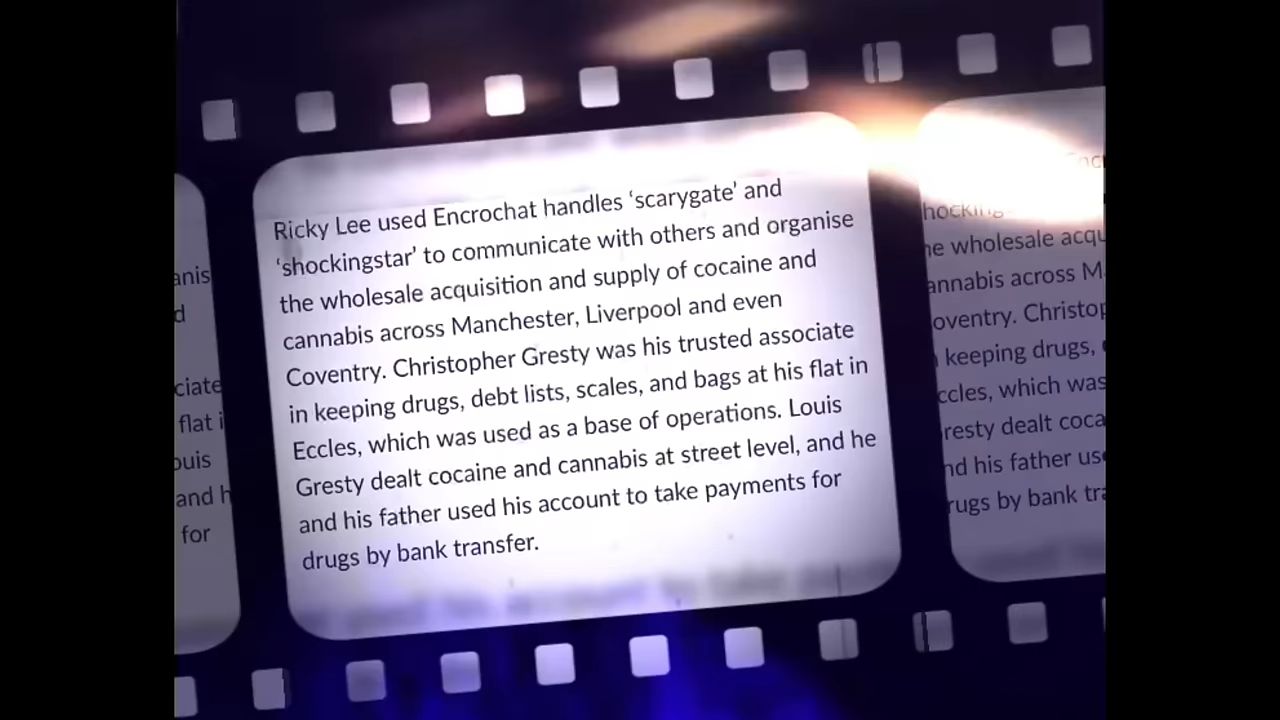 Ricky Lee used Encrochat handles ‘scarygate’ and
‘shockingstar’ to communicate with others and organise
the wholesale acquisition and supply of cocaine and
cannabis across Manchester, Liverpool and even
Coventry. Christopher Gresty was his trusted associate
in keeping drugs, debt lists, scales, and bags at his flat in
Eccles, which was used as a base of operations. Louis
Gresty dealt cocaine and cannabis at street level, and he
and his father used his account to take payments for
drugs by bank transfer.